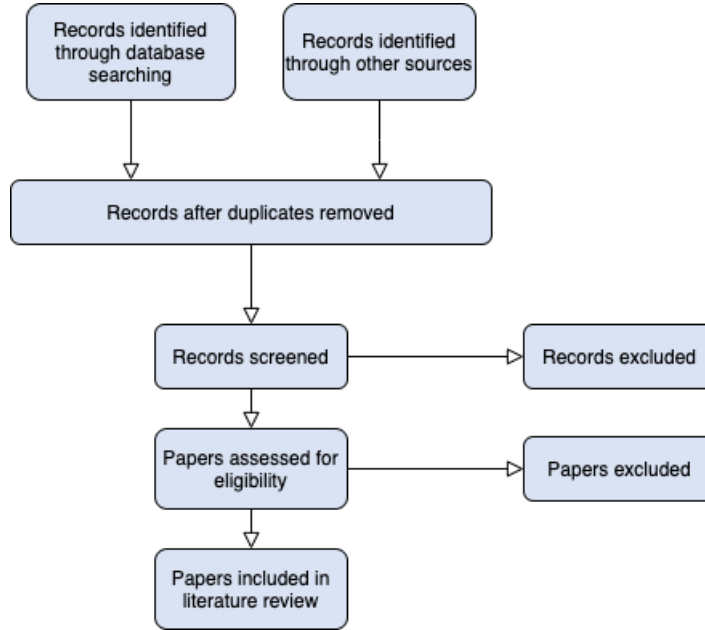 Records identified
through database
searching
Records identified
through other sources
Records after duplicates removed
Records screened
Records excluded
Papers assessed for
eligibility
Papers excluded
Papers included in
literature review